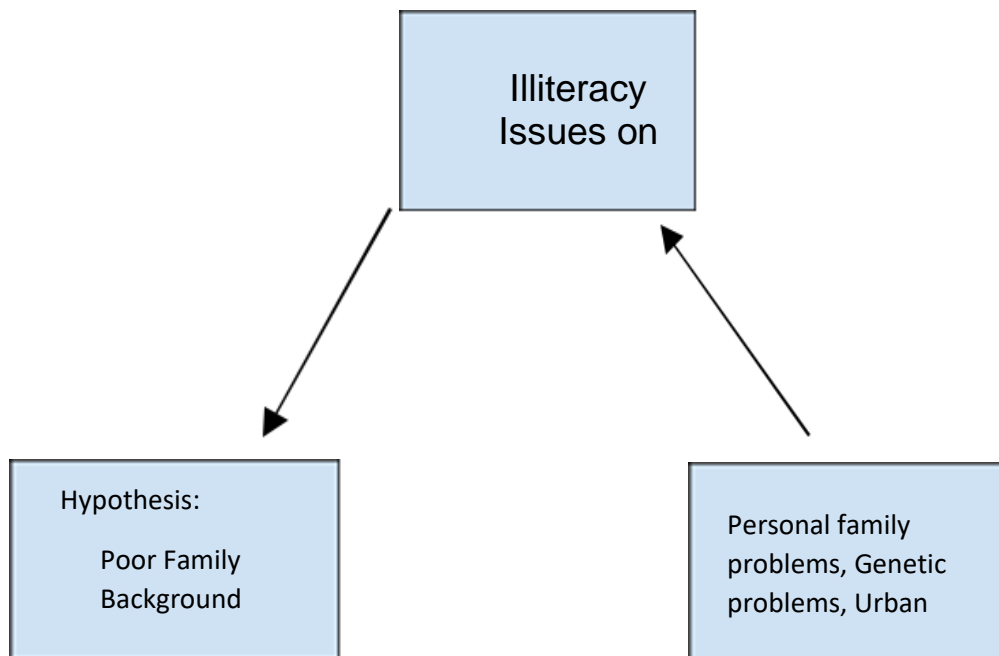 Illiteracy
Issues on
Hypothesis:
Poor Family
Background
Personal family
problems, Genetic
problems, Urban